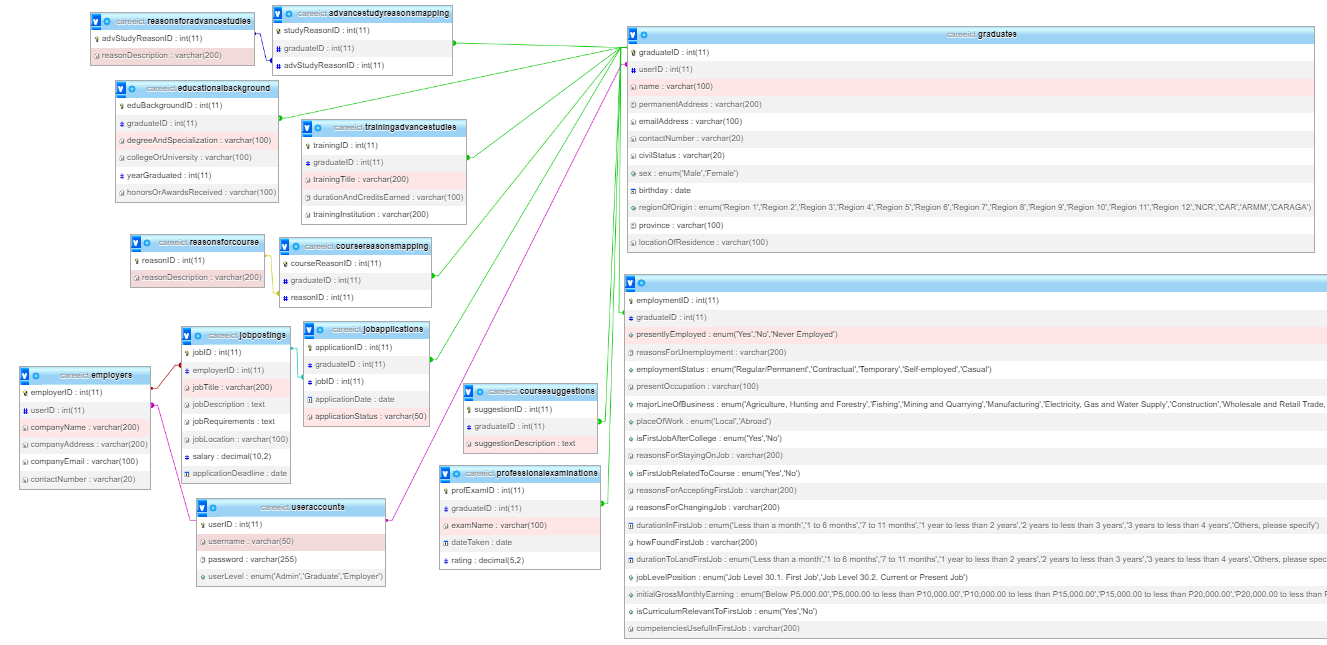 careeict reasonsforadvancestudies
advStudyReasonID : int(11)
reasonDescription : varchar(200)
careeict advancestudyreasonsmapping
studyReasonID : int(11)
graduateID : int(11)
advStudyReasonID : int(11)
careeict educationalbackground
eduBackgroundID : int(11)
graduateID : int(11)
degreeAndSpecialization : varchar(100)
collegeOrUniversity : varchar(100)
yearGraduated : int(11)
honorsOrAwardsReceived : varchar(100)
careeict trainingadvancestudies
trainingID : int(11)
graduateID : int(11)
trainingTitle : varchar(200)
durationAndCreditsEarned : varchar(100)
trainingInstitution : varchar(200)
careeict reasonsforcourse
reasonID : int(11)
reasonDescription : varchar(200)
careeict coursereasonsmapping
courseReasonID : int(11)
graduateID : int(11)
reasonID : int(11)
careeict employers
employerID : int(11)
userID : int(11)
companyName : varchar(200)
companyAddress : varchar(200)
companyEmail : varchar(100)
contactNumber : varchar(20)
careeict jobpostings
jobID : int(11)
employerID : int(11)
jobTitle : varchar(200)
jobDescription : text
jobRequirements : text
jobLocation : varchar(100)
salary : decimal(10,2)
applicationDeadline : date
careeict jobapplications
applicationID : int(11)
graduateID : int(11)
jobID : int(11)
applicationDate : date
applicationStatus : varchar(50)
careeict coursesuggestions
suggestionID : int(11)
graduateID : int(11)
suggestionDescription : text
careeict professionalexaminations
profExamID : int(11)
graduateID : int(11)
examName : varchar(100)
dateTaken : date
rating : decimal(5,2)
careeict useraccounts
userID : int(11)
username : varchar(50)
password : varchar(255)
userLevel : enum('Admin','Graduate','Employer')
careeict graduates
graduateID : int(11)
userID : int(11)
name : varchar(100)
permanentAddress : varchar(200)
emailAddress : varchar(100)
contactNumber : varchar(20)
civilStatus : varchar(20)
sex : enum('Male','Female')
birthday : date
regionOfOrigin : enum('Region 1','Region 2','Region 3','Region 4','Region 5','Region 6','Region 7','Region 8','Region 9','Region 10','Region 11','Region 12','NCR','CAR','ARMM','CARAGA')
province : varchar(100)
locationOfResidence : varchar(100)
employmentID : int(11)
graduateID : int(11)
presentlyEmployed : enum('Yes','No','Never Employed')
reasonsForUnemployment : varchar(200)
employmentStatus : enum('Regular/Permanent','Contractual','Temporary','Self-employed','Casual')
presentOccupation : varchar(100)
majorLineOfBusiness : enum('Agriculture, Hunting and Forestry','Fishing','Mining and Quarrying','Manufacturing','Electricity, Gas and Water Supply','Construction','Wholesale and Retail Trade,
placeOfWork : enum('Local','Abroad')
isFirstJobAfterCollege : enum('Yes','No')
reasonsForStayingOnJob : varchar(200)
isFirstJobRelatedToCourse : enum('Yes','No')
reasonsForAcceptingFirstJob : varchar(200)
reasonsForChangingJob : varchar(200)
durationInFirstJob : enum('Less than a month','1 to 6 months','7 to 11 months','1 year to less than 2 years','2 years to less than 3 years','3 years to less than 4 years','Others, please specify')
howFoundFirstJob : varchar(200)
durationToLandFirstJob : enum('Less than a month','1 to 6 months','7 to 11 months','1 year to less than 2 years','2 years to less than 3 years','3 years to less than 4 years','Others, please spec
jobLevelPosition : enum('Job Level 30.1. First Job','Job Level 30.2. Current or Present Job')
initialGrossMonthlyEarning : enum('Below P5,000.00','P5,000.00 to less than P10,000.00','P10,000.00 to less than P15,000.00','P15,000.00 to less than P20,000.00','P20,000.00 to less than P
isCurriculumRelevantToFirstJob : enum('Yes','No')
competenciesUsefulInFirstJob : varchar(200)